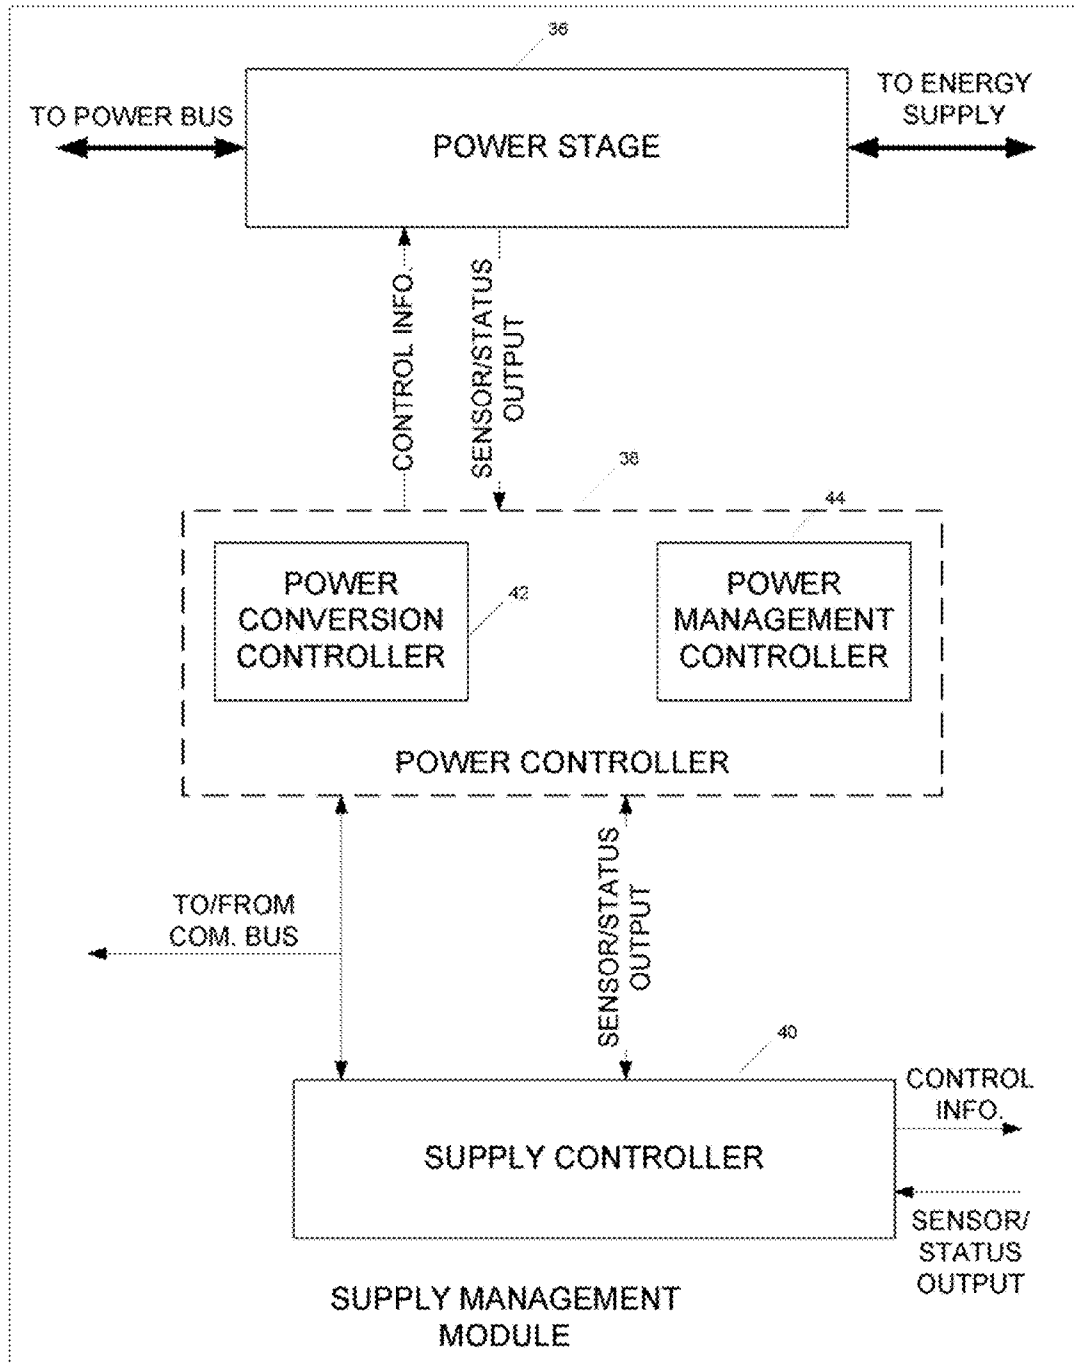 36
TO POWER BUS
POWER STAGE
TO ENERGY
SUPPLY
CONTROL INFO.
SENSOR/STATUS
OUTPUT
38
44
POWER
CONVERSION
CONTROLLER
42
POWER
MANAGEMENT
CONTROLLER
POWER CONTROLLER
TO/FROM
COM. BUS
SENSOR/STATUS
OUTPUT
40
SUPPLY CONTROLLER
CONTROL
INFO.
SENSOR/
STATUS
OUTPUT
SUPPLY MANAGEMENT
MODULE